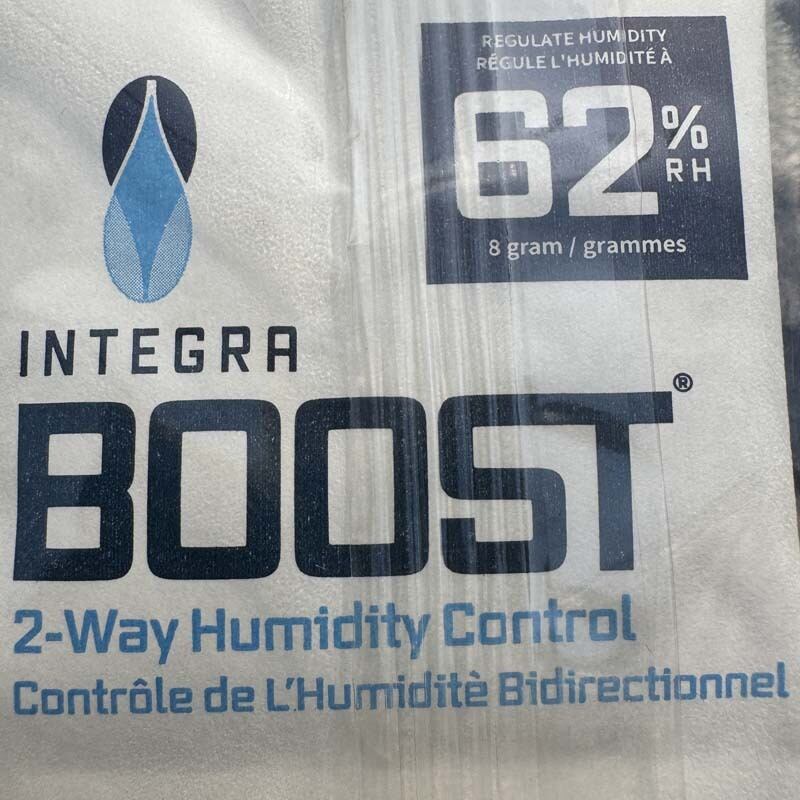 REGULATE HUMIDITY
RÉGULE L'HUMIDITÉ À
62% RH
8 gram / grammes
INTEGRA
BOOST®
2-Way Humidity Control
Contrôle de L'Humiditè Bidirectionnel